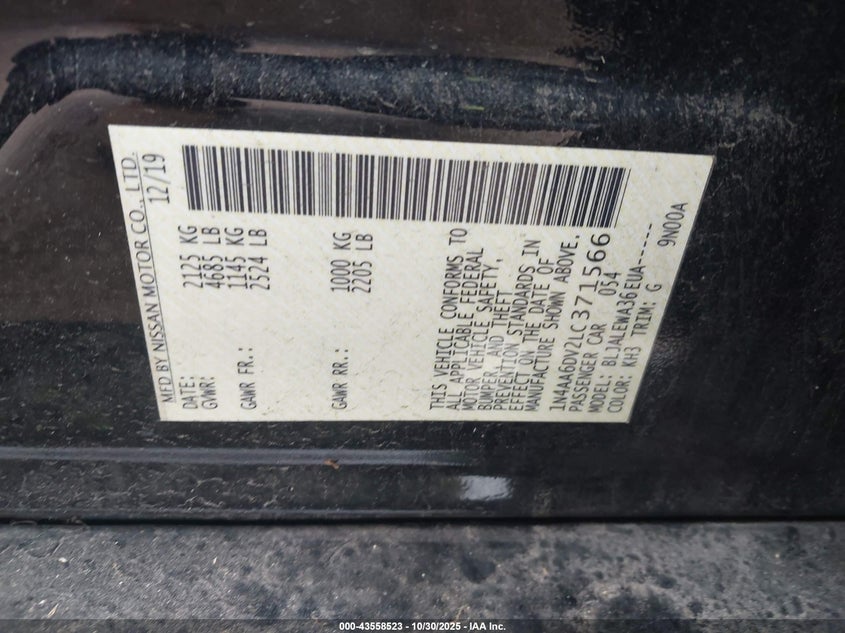 MFD BY NISSAN MOTOR CO., LTD.
DATE: 12/19
GVWR: 2125 KG
4685 LB
GAWR FR.: 1145 KG
2524 LB
GAWR RR.: 1000 KG
2205 LB
THIS VEHICLE CONFORMS TO
ALL APPLICABLE FEDERAL
MOTOR VEHICLE SAFETY,
BUMPER, AND THEFT
PREVENTION STANDARDS IN
EFFECT ON THE DATE OF
MANUFACTURE SHOWN ABOVE.
1N4AA6DV2LC371566
PASSENGER CAR 054
MODEL: BLJALEWA36EUA------
COLOR: KH3 TRIM: G 9N00A
000-43558523 - 10/30/2025 - IAA Inc.